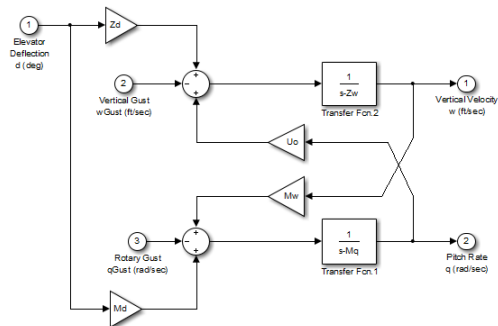 1
Elevator
Deflection
d (deg)
Zd
2
Vertical Gust
wGust (ft/sec)
− + +
1
s-Zw
Transfer Fcn.2
1
Vertical Velocity
w (ft/sec)
Uo
Mw
3
Rotary Gust
qGust (rad/sec)
− + +
1
s-Mq
Transfer Fcn.1
2
Pitch Rate
q (rad/sec)
Md